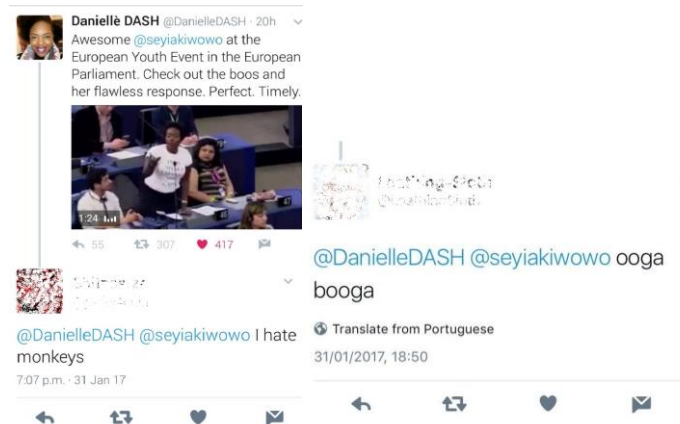 Daniellè DASH @DanielleDASH · 20h
Awesome @seyiakiwowo at the
European Youth Event in the European
Parliament. Check out the boos and
her flawless response. Perfect. Timely.
1:24
55 307 417
@DanielleDASH @seyiakiwowo I hate
monkeys
7:07 p.m. · 31 Jan 17
@DanielleDASH @seyiakiwowo ooga
booga
Translate from Portuguese
31/01/2017, 18:50